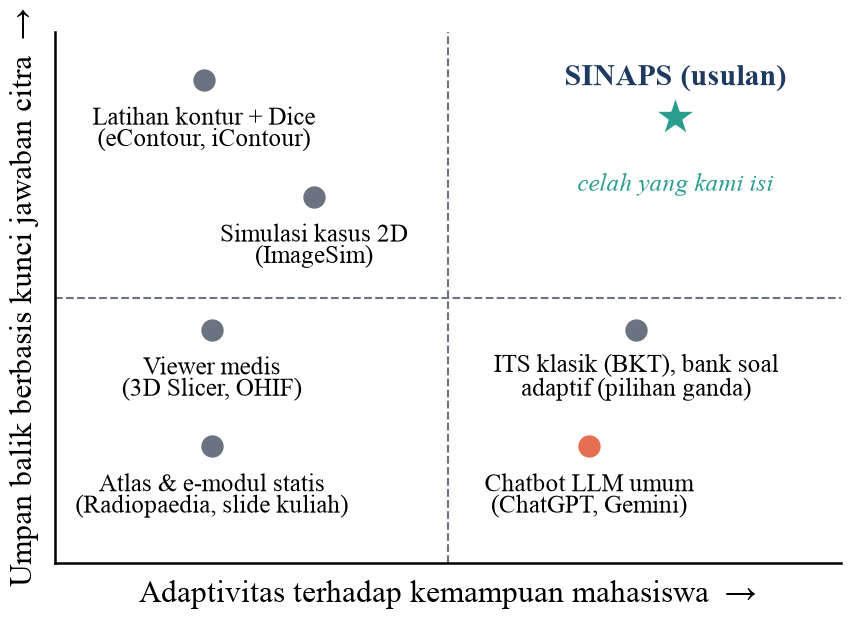 Umpan balik berbasis kunci jawaban citra →
SINAPS (usulan)
Latihan kontur + Dice
(eContour, iContour)
celah yang kami isi
Simulasi kasus 2D
(ImageSim)
Viewer medis
(3D Slicer, OHIF)
ITS klasik (BKT), bank soal
adaptif (pilihan ganda)
Atlas & e-modul statis
(Radiopaedia, slide kuliah)
Chatbot LLM umum
(ChatGPT, Gemini)
Adaptivitas terhadap kemampuan mahasiswa →